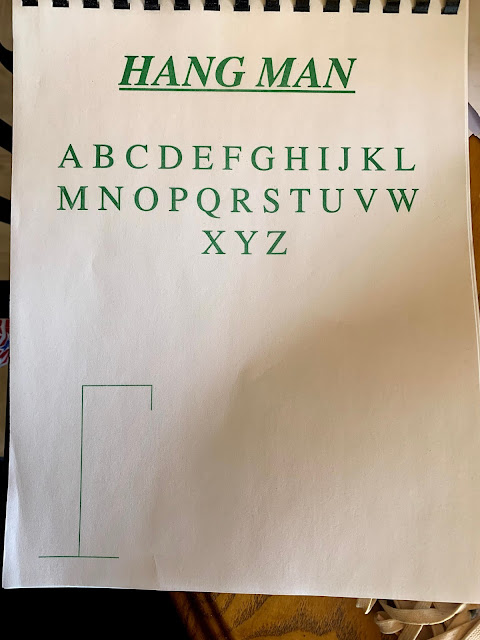 HANG MAN
A B C D E F G H I J K L
M N O P Q R S T U V W
X Y Z